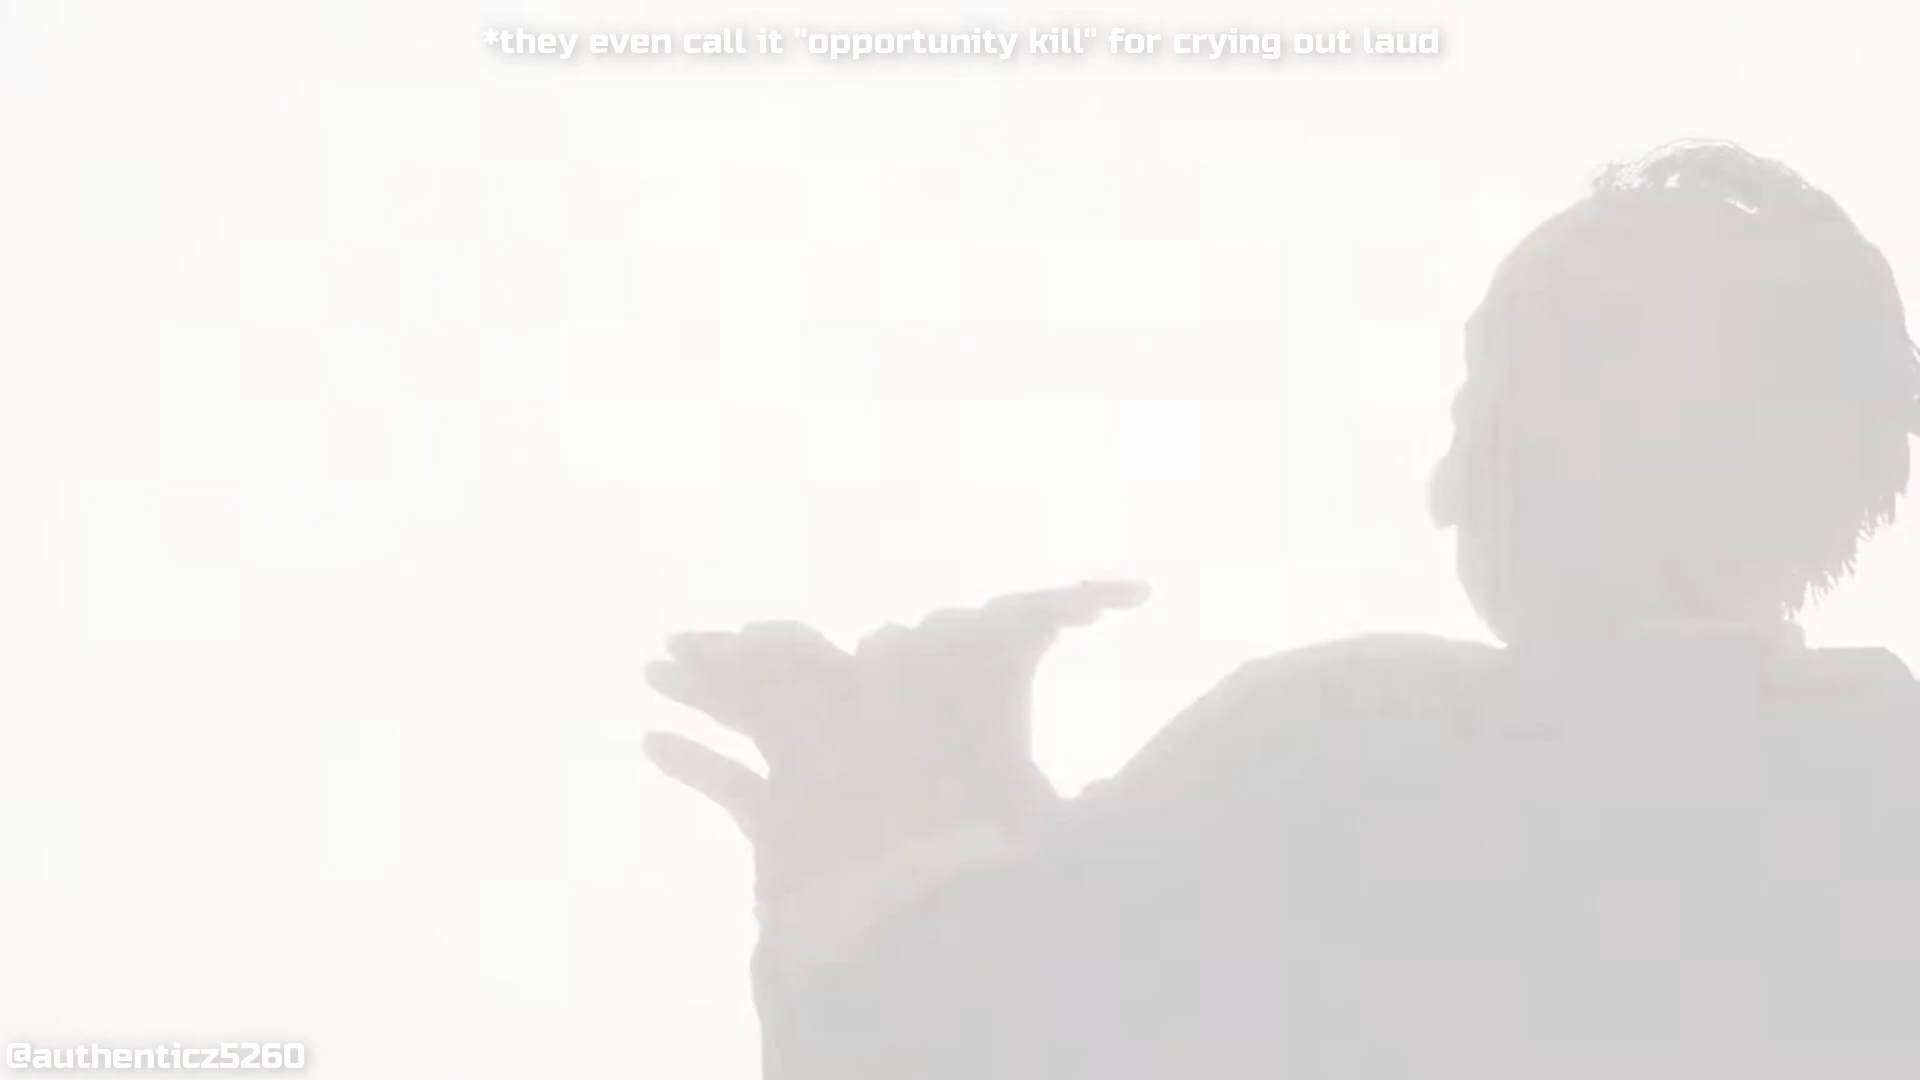 *they even call it "opportunity kill" for crying out laud
@authenticz5260